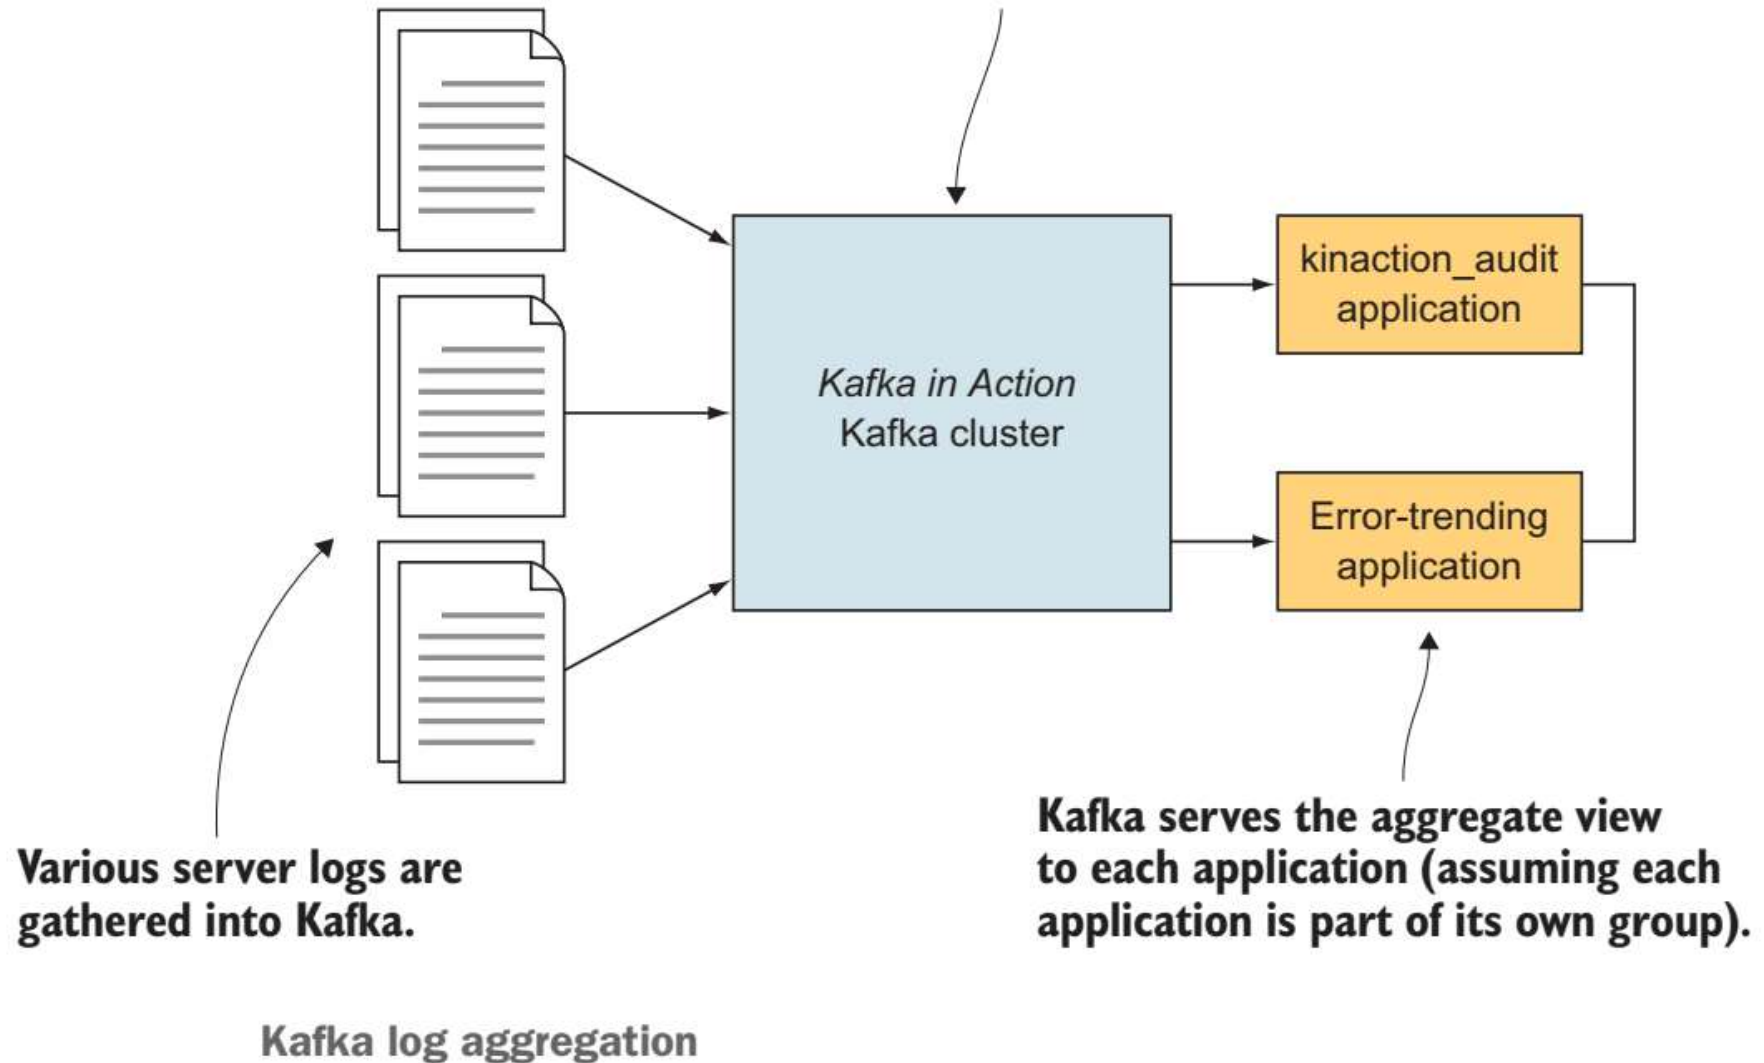 kinaction_audit
application
Kafka in Action
Kafka cluster
Error-trending
application
Various server logs are
gathered into Kafka.
Kafka serves the aggregate view
to each application (assuming each
application is part of its own group).
Kafka log aggregation